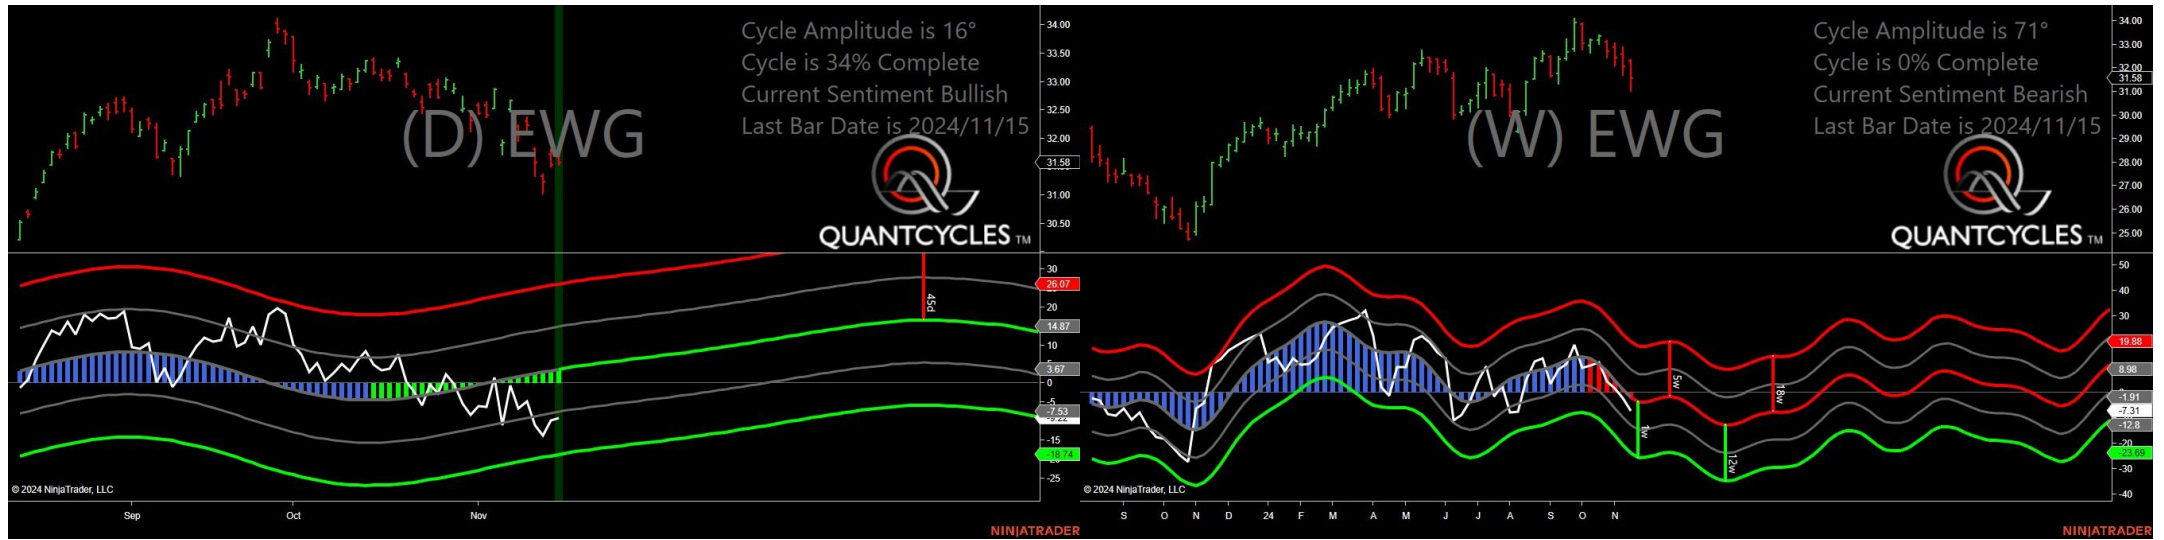 Cycle Amplitude is 16°
Cycle is 34% Complete
Current Sentiment Bullish
Last Bar Date is 2024/11/15
(D) EWG
QUANTCYCLES TM
34.00
33.50
33.00
32.50
32.00
31.58
31.00
30.50
45d
30
26.07
20
14.87
10
3.67
0
-5
-7.53
-9.22
-15
-18.74
-25
© 2024 NinjaTrader, LLC
Sep Oct Nov
NINJATRADER
Cycle Amplitude is 71°
Cycle is 0% Complete
Current Sentiment Bearish
Last Bar Date is 2024/11/15
(W) EWG
QUANTCYCLES TM
34.00
33.00
32.00
31.58
31.00
30.00
29.00
28.00
27.00
26.00
25.00
5w
18w
1w
12w
50
40
30
19.88
8.98
-1.91
-7.31
-12.8
-20
-23.69
-30
-40
© 2024 NinjaTrader, LLC
S O N D 24 F M A M J J A S O N
NINJATRADER